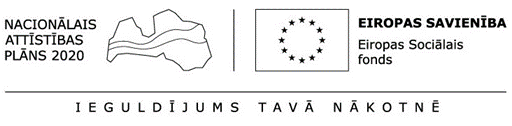 NACIONĀLAIS
ATTĪSTĪBAS
PLĀNS 2020
EIROPAS SAVIENĪBA
Eiropas Sociālais
fonds
IEGULDĪJUMS TAVĀ NĀKOTNĒ